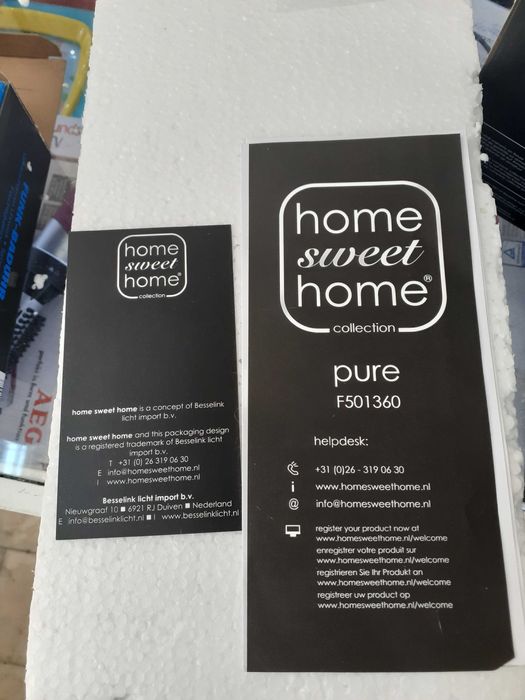 home
sweet
home®
collection
home sweet home is a concept of Besselink
licht import b.v.
home sweet home and this packaging design
is a registered trademark of Besselink licht
import b.v.
T +31 (0) 26 319 06 30
E info@homesweethome.nl
I www.homesweethome.nl
Besselink licht import b.v.
Nieuwgraaf 10 ■ 6921 RJ Duiven ■ Nederland
E info@besselinklicht.nl ■ I www.besselinklicht.nl
home
sweet
home®
collection
pure
F501360
helpdesk:
+31 (0)26 - 319 06 30
i www.homesweethome.nl
@ info@homesweethome.nl
register your product now at
www.homesweethome.nl/welcome
enregistrer votre produit sur
www.homesweethome.nl/welcome
registrieren Sie Ihr Produkt an
www.homesweethome.nl/welcome
registreer uw product op
www.homesweethome.nl/welcome
AEG